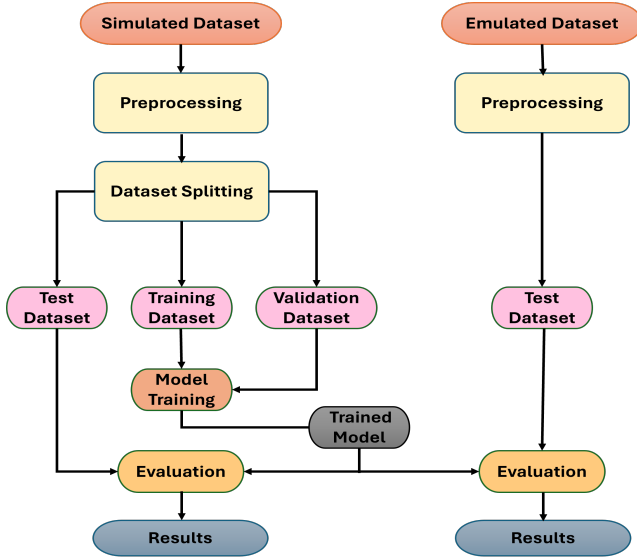 Simulated Dataset
Emulated Dataset
Preprocessing
Preprocessing
Dataset Splitting
Test
Dataset
Training
Dataset
Validation
Dataset
Test
Dataset
Model
Training
Trained
Model
Evaluation
Evaluation
Results
Results